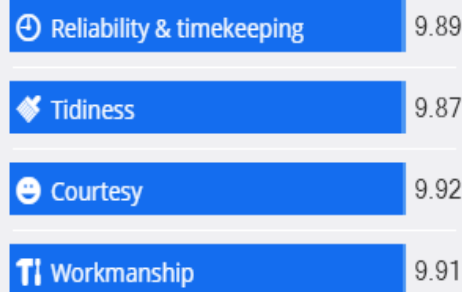 Reliability & timekeeping 9.89
Tidiness 9.87
Courtesy 9.92
Workmanship 9.91